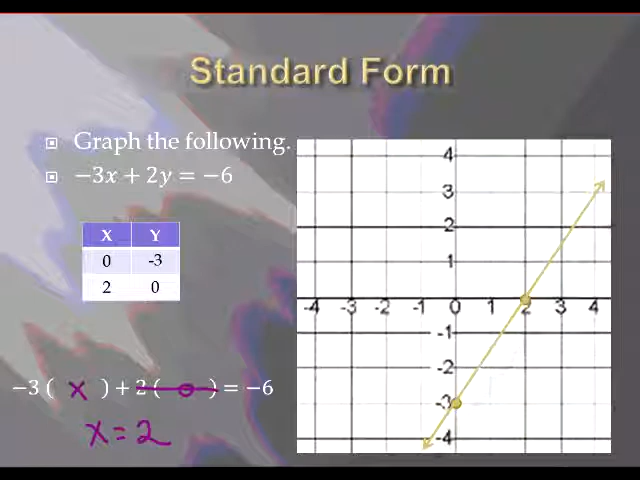 Standard Form
Graph the following.
−3x + 2y = −6
X Y
0 -3
2 0
−3 ( x ) + 2 ( 0 ) = −6
x = 2
4
3
2
1
-4 -3 -2 -1 0 1 2 3 4
-1
-2
-3
-4